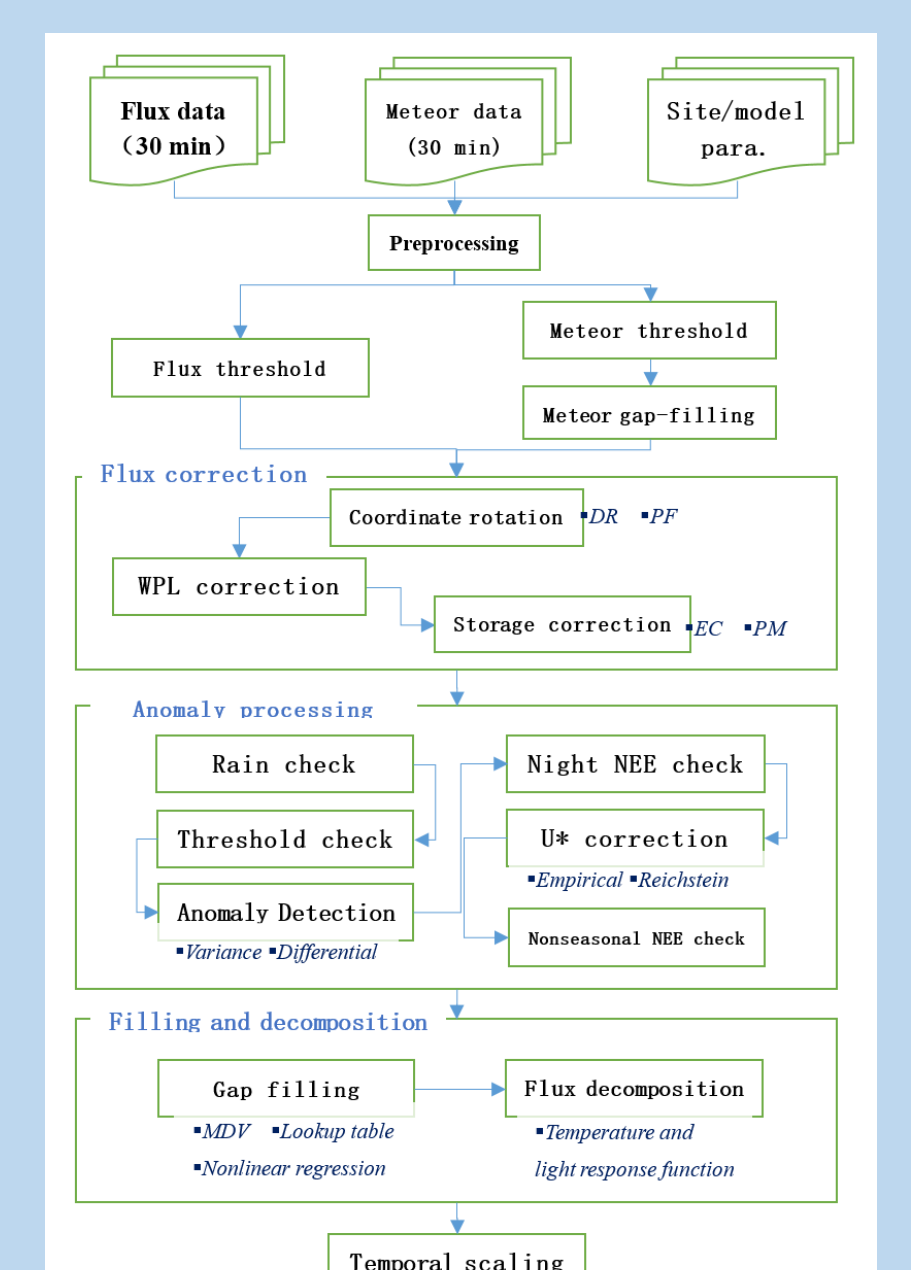 Flux data
（30 min）
Meteor data
(30 min)
Site/model
para.
Preprocessing
Flux threshold
Meteor threshold
Meteor gap-filling
Flux correction
Coordinate rotation
▪DR ▪PF
WPL correction
Storage correction
▪EC ▪PM
Anomaly processing
Rain check
Threshold check
Anomaly Detection
▪Variance ▪Differential
Night NEE check
U* correction
▪Empirical ▪Reichstein
Nonseasonal NEE check
Filling and decomposition
Gap filling
▪MDV ▪Lookup table
▪Nonlinear regression
Flux decomposition
▪Temperature and
light response function
Temporal scaling